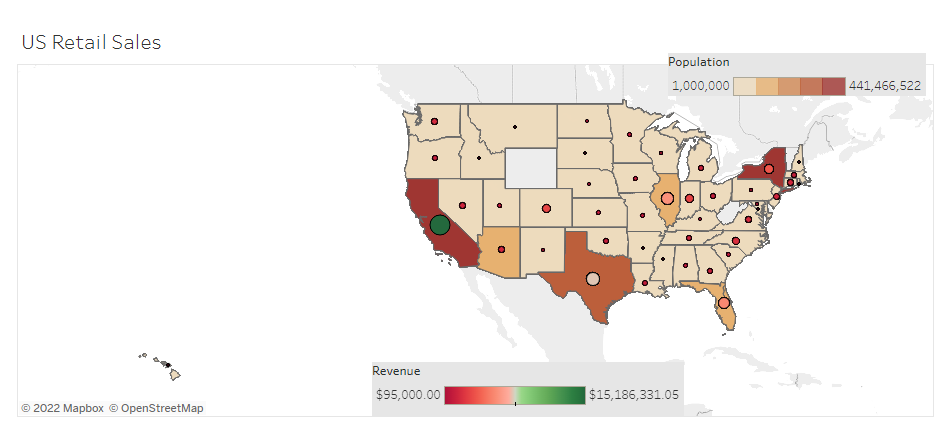 US Retail Sales
Population
1,000,000 441,466,522
Revenue
$95,000.00 $15,186,331.05
© 2022 Mapbox © OpenStreetMap